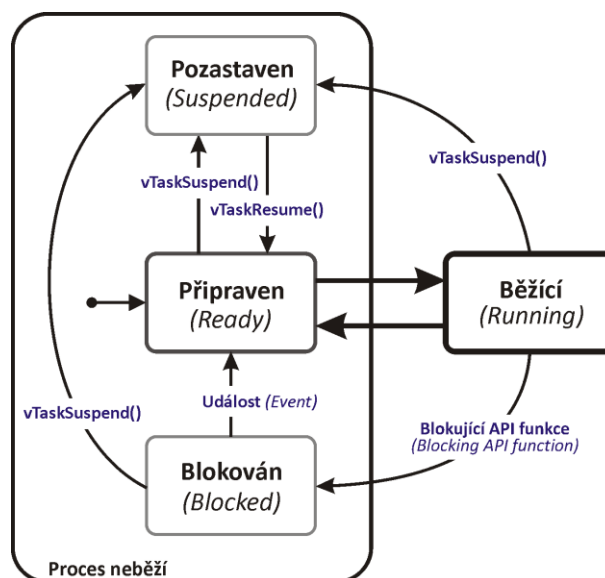 Pozastaven
(Suspended)
vTaskSuspend()
vTaskSuspend()
vTaskResume()
Připraven
(Ready)
Běžící
(Running)
Událost (Event)
vTaskSuspend()
Blokující API funkce
(Blocking API function)
Blokován
(Blocked)
Proces neběží